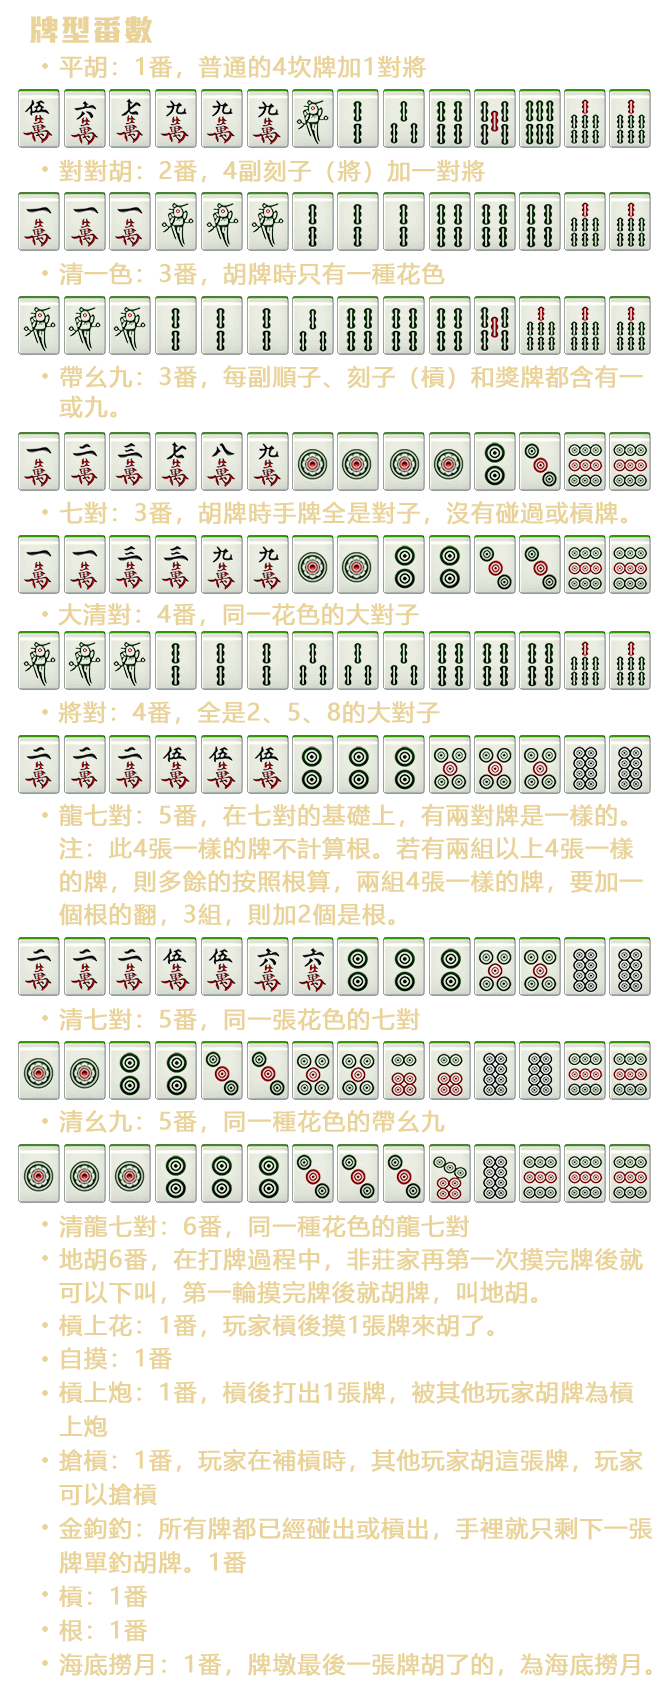 牌型番數
• 平胡：1番，普通的4坎牌加1對將
伍萬 六萬 七萬 九萬 九萬 九萬
• 對對胡：2番，4副刻子（將）加一對將
一萬 一萬 一萬
• 清一色：3番，胡牌時只有一種花色
• 帶幺九：3番，每副順子、刻子（槓）和獎牌都含有一
或九。
一萬 二萬 三萬 七萬 八萬 九萬
• 七對：3番，胡牌時手牌全是對子，沒有碰過或槓牌。
一萬 一萬 三萬 三萬 九萬 九萬
• 大清對：4番，同一花色的大對子
• 將對：4番，全是2、5、8的大對子
二萬 二萬 二萬 伍萬 伍萬 伍萬
• 龍七對：5番，在七對的基礎上，有兩對牌是一樣的。
注：此4張一樣的牌不計算根。若有兩組以上4張一樣
的牌，則多餘的按照根算，兩組4張一樣的牌，要加一
個根的翻，3組，則加2個是根。
二萬 二萬 二萬 伍萬 伍萬 六萬 六萬
• 清七對：5番，同一張花色的七對
• 清幺九：5番，同一種花色的帶幺九
• 清龍七對：6番，同一種花色的龍七對
• 地胡6番，在打牌過程中，非莊家再第一次摸完牌後就
可以下叫，第一輪摸完牌後就胡牌，叫地胡。
• 槓上花：1番，玩家槓後摸1張牌來胡了。
• 自摸：1番
• 槓上炮：1番，槓後打出1張牌，被其他玩家胡牌為槓
上炮
• 搶槓：1番，玩家在補槓時，其他玩家胡這張牌，玩家
可以搶槓
• 金鉤釣：所有牌都已經碰出或槓出，手裡就只剩下一張
牌單釣胡牌。1番
• 槓：1番
• 根：1番
• 海底撈月：1番，牌墩最後一張牌胡了的，為海底撈月。